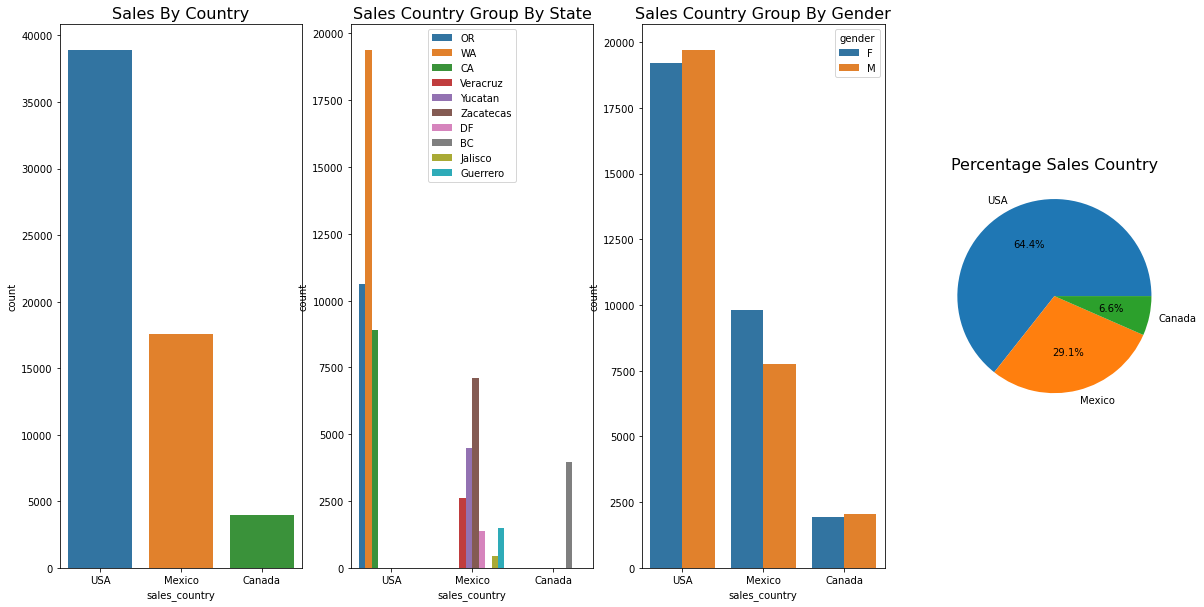 Sales By Country
40000
35000
30000
25000
20000
15000
10000
5000
0
count
USA Mexico Canada
sales_country
Sales Country Group By State
20000
17500
15000
12500
10000
7500
5000
2500
0
count
OR
WA
CA
Veracruz
Yucatan
Zacatecas
DF
BC
Jalisco
Guerrero
USA Mexico Canada
sales_country
Sales Country Group By Gender
20000
17500
15000
12500
10000
7500
5000
2500
0
count
gender
F
M
USA Mexico Canada
sales_country
Percentage Sales Country
USA
64.4%
6.6%
Canada
29.1%
Mexico